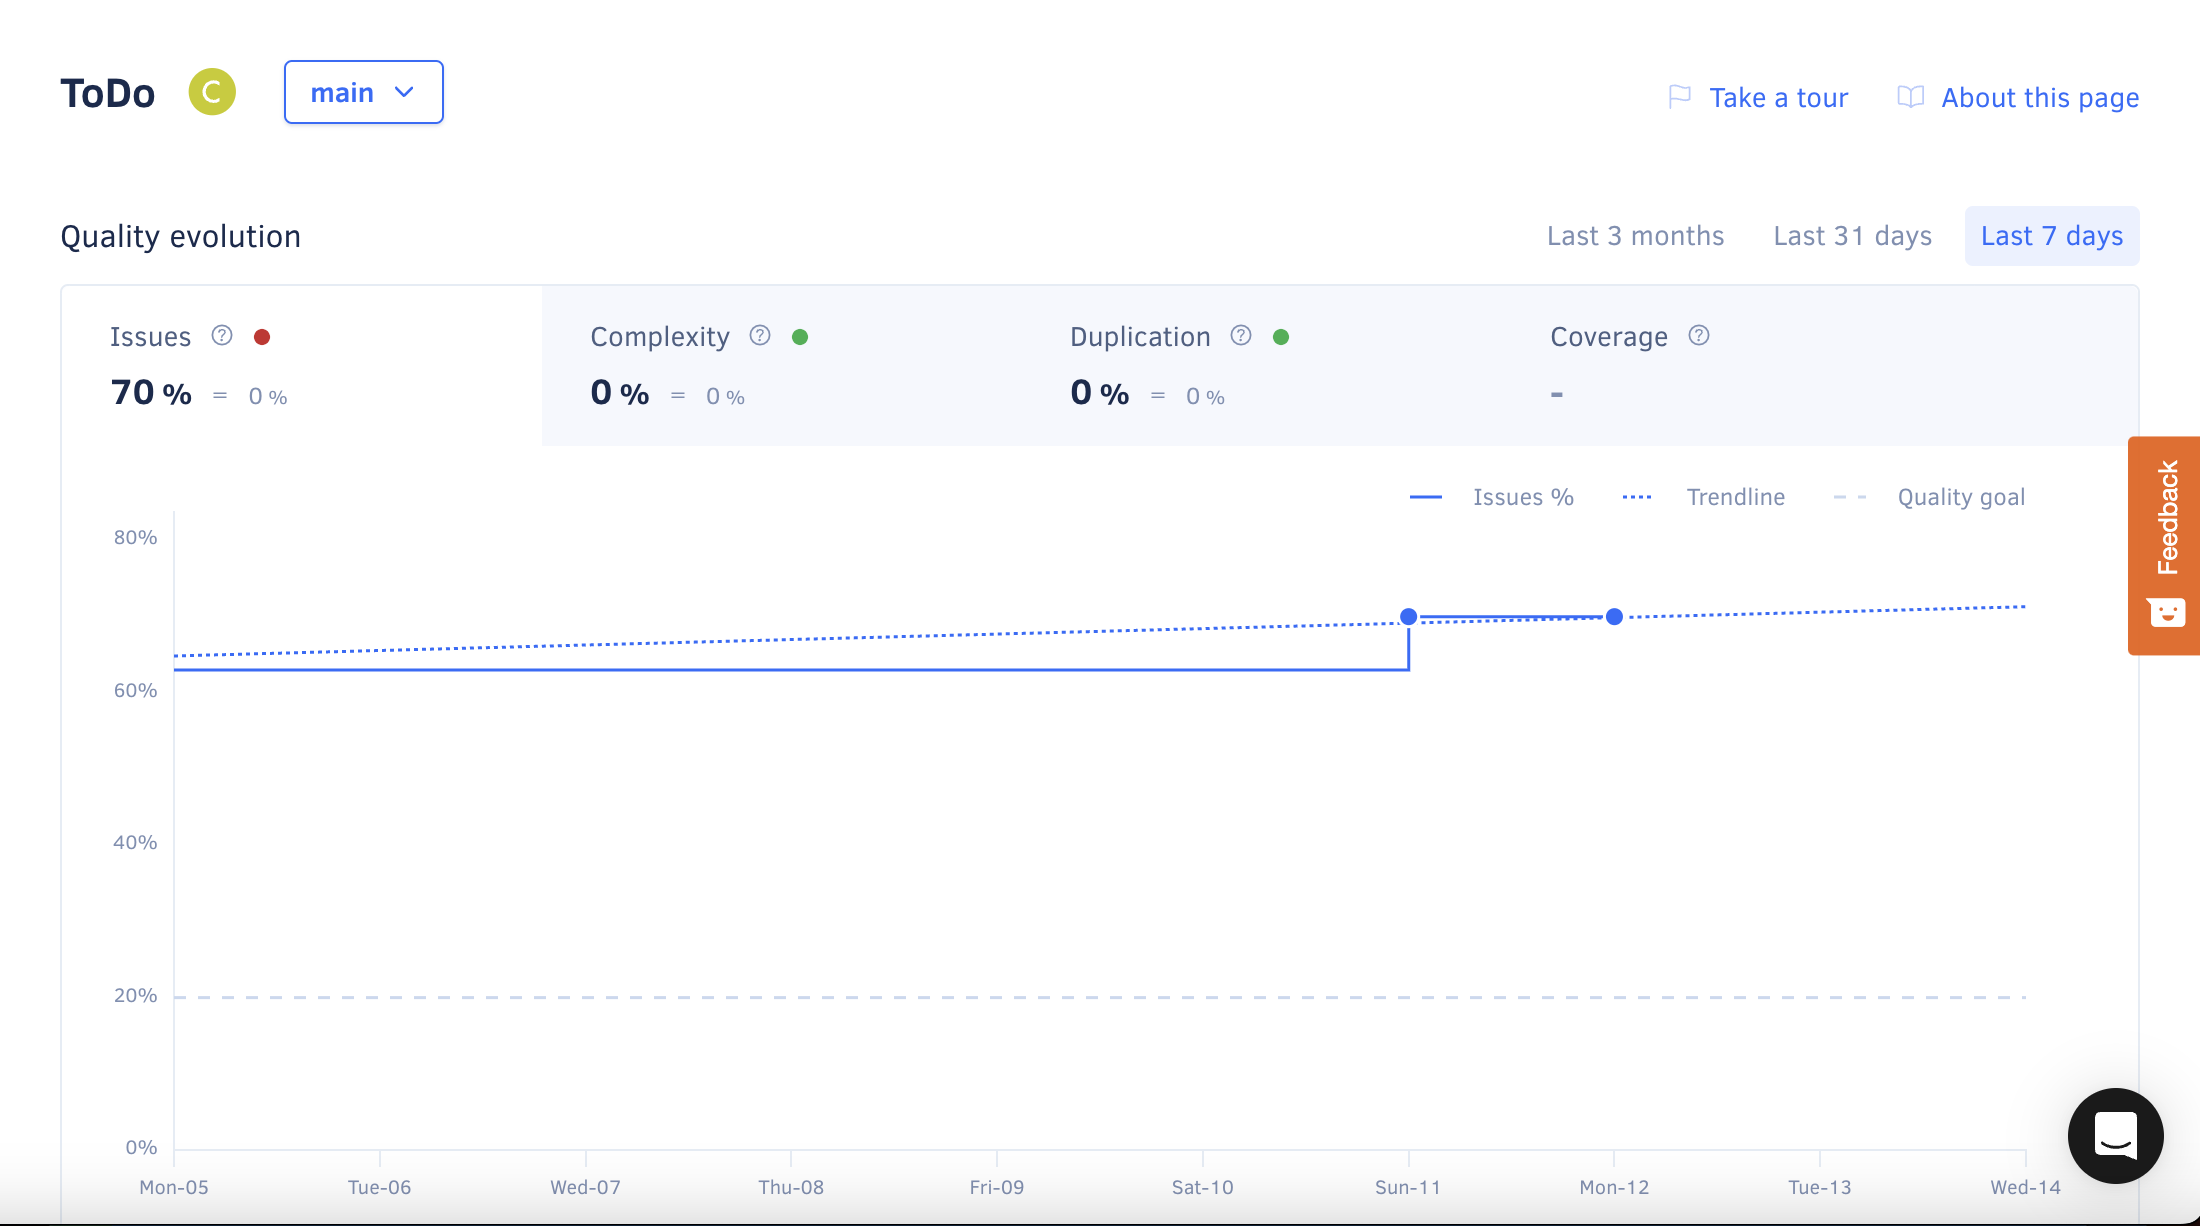 ToDo C main Take a tour About this page
Quality evolution Last 3 months Last 31 days Last 7 days
Issues ? Complexity ? Duplication ? Coverage ?
70 % = 0 % 0 % = 0 % 0 % = 0 % -
Feedback
Issues % Trendline Quality goal
80%
60%
40%
20%
0%
Mon-05 Tue-06 Wed-07 Thu-08 Fri-09 Sat-10 Sun-11 Mon-12 Tue-13 Wed-14